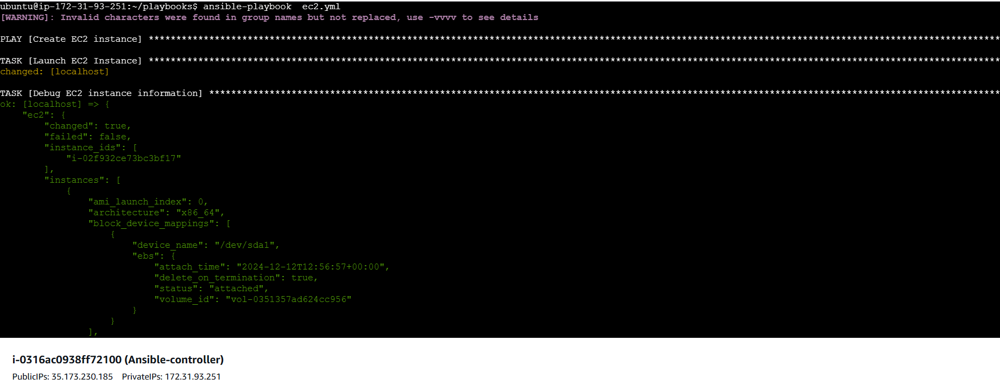 ubuntu@ip-172-31-93-251:~/playbooks$ ansible-playbook  ec2.yml
[WARNING]: Invalid characters were found in group names but not replaced, use -vvvv to see details
PLAY [Create EC2 instance] ***********************************************************************************************************************************************************
TASK [Launch EC2 Instance] ***********************************************************************************************************************************************************
changed: [localhost]
TASK [Debug EC2 instance information] ************************************************************************************************************************************************
ok: [localhost] => {
    "ec2": {
        "changed": true,
        "failed": false,
        "instance_ids": [
            "i-02f932ce73bc3bf17"
        ],
        "instances": [
            {
                "ami_launch_index": 0,
                "architecture": "x86_64",
                "block_device_mappings": [
                    {
                        "device_name": "/dev/sda1",
                        "ebs": {
                            "attach_time": "2024-12-12T12:56:57+00:00",
                            "delete_on_termination": true,
                            "status": "attached",
                            "volume_id": "vol-0351357ad624cc956"
                        }
                    }
                ],
i-0316ac0938ff72100 (Ansible-controller)
PublicIPs: 35.173.230.185    PrivateIPs: 172.31.93.251